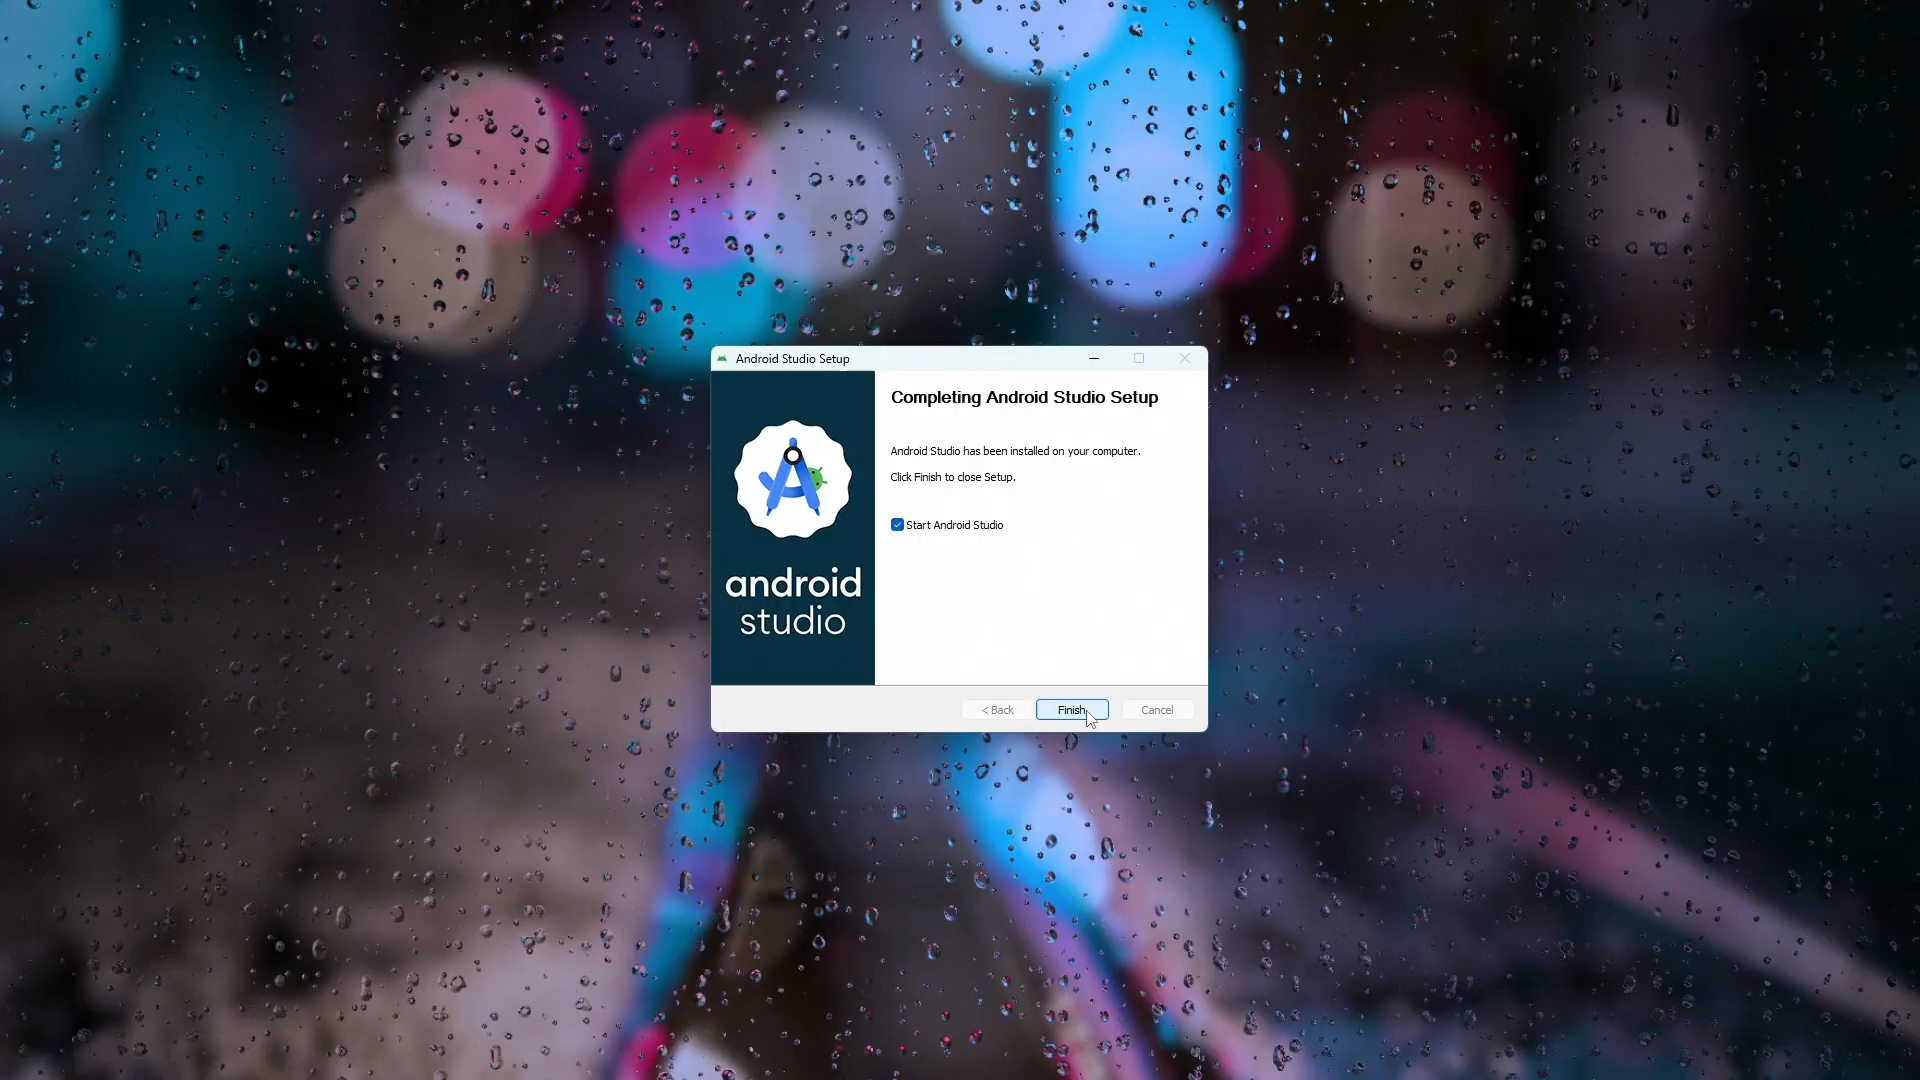 Android Studio Setup
Completing Android Studio Setup
Android Studio has been installed on your computer.
Click Finish to close Setup.
Start Android Studio
android
studio
< Back
Finish
Cancel